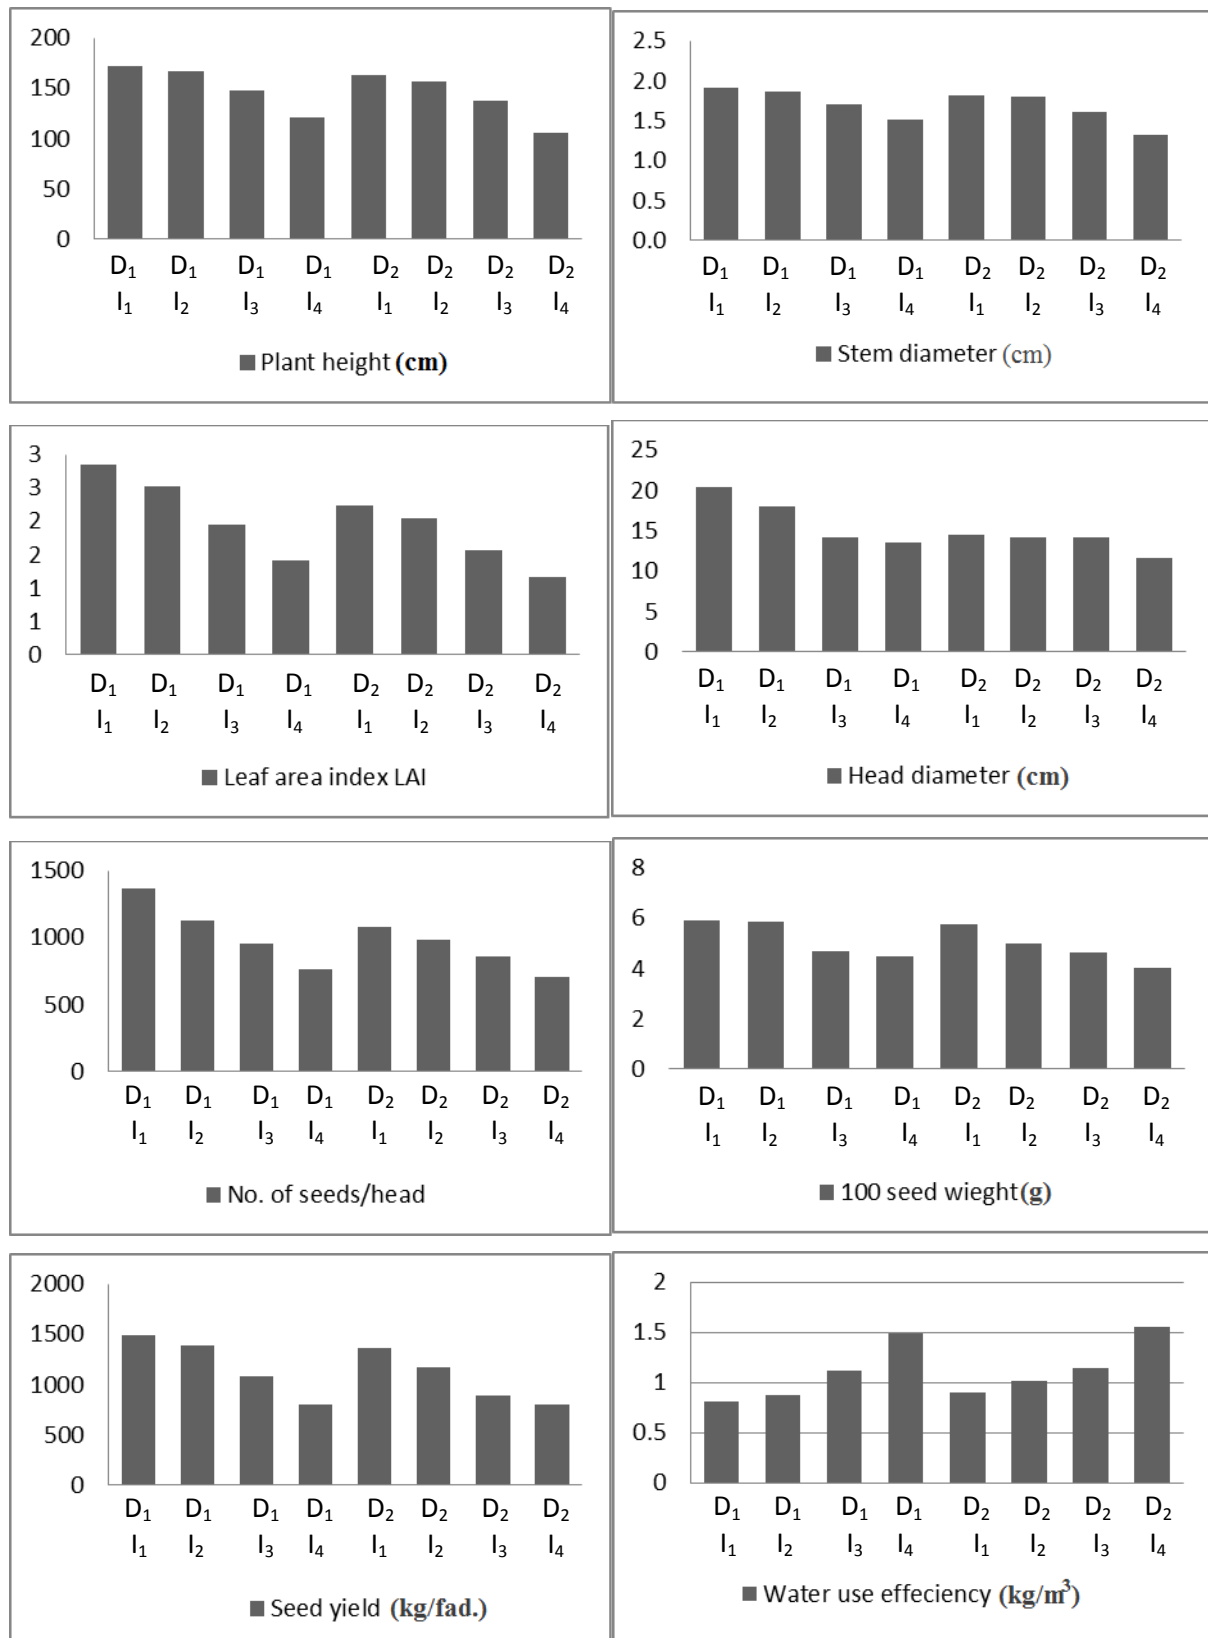 200
150
100
50
0
D₁ D₁ D₁ D₁ D₂ D₂ D₂ D₂
I₁ I₂ I₃ I₄ I₁ I₂ I₃ I₄
Plant height (cm)
2.5
2.0
1.5
1.0
0.5
0.0
D₁ D₁ D₁ D₁ D₂ D₂ D₂ D₂
I₁ I₂ I₃ I₄ I₁ I₂ I₃ I₄
Stem diameter (cm)
3
3
2
2
1
1
0
D₁ D₁ D₁ D₁ D₂ D₂ D₂ D₂
I₁ I₂ I₃ I₄ I₁ I₂ I₃ I₄
Leaf area index LAI
25
20
15
10
5
0
D₁ D₁ D₁ D₁ D₂ D₂ D₂ D₂
I₁ I₂ I₃ I₄ I₁ I₂ I₃ I₄
Head diameter (cm)
1500
1000
500
0
D₁ D₁ D₁ D₁ D₂ D₂ D₂ D₂
I₁ I₂ I₃ I₄ I₁ I₂ I₃ I₄
No. of seeds/head
8
6
4
2
0
D₁ D₁ D₁ D₁ D₂ D₂ D₂ D₂
I₁ I₂ I₃ I₄ I₁ I₂ I₃ I₄
100 seed wieght(g)
2000
1500
1000
500
0
D₁ D₁ D₁ D₁ D₂ D₂ D₂ D₂
I₁ I₂ I₃ I₄ I₁ I₂ I₃ I₄
Seed yield (kg/fad.)
2
1.5
1
0.5
0
D₁ D₁ D₁ D₁ D₂ D₂ D₂ D₂
I₁ I₂ I₃ I₄ I₁ I₂ I₃ I₄
Water use effeciency (kg/m³)